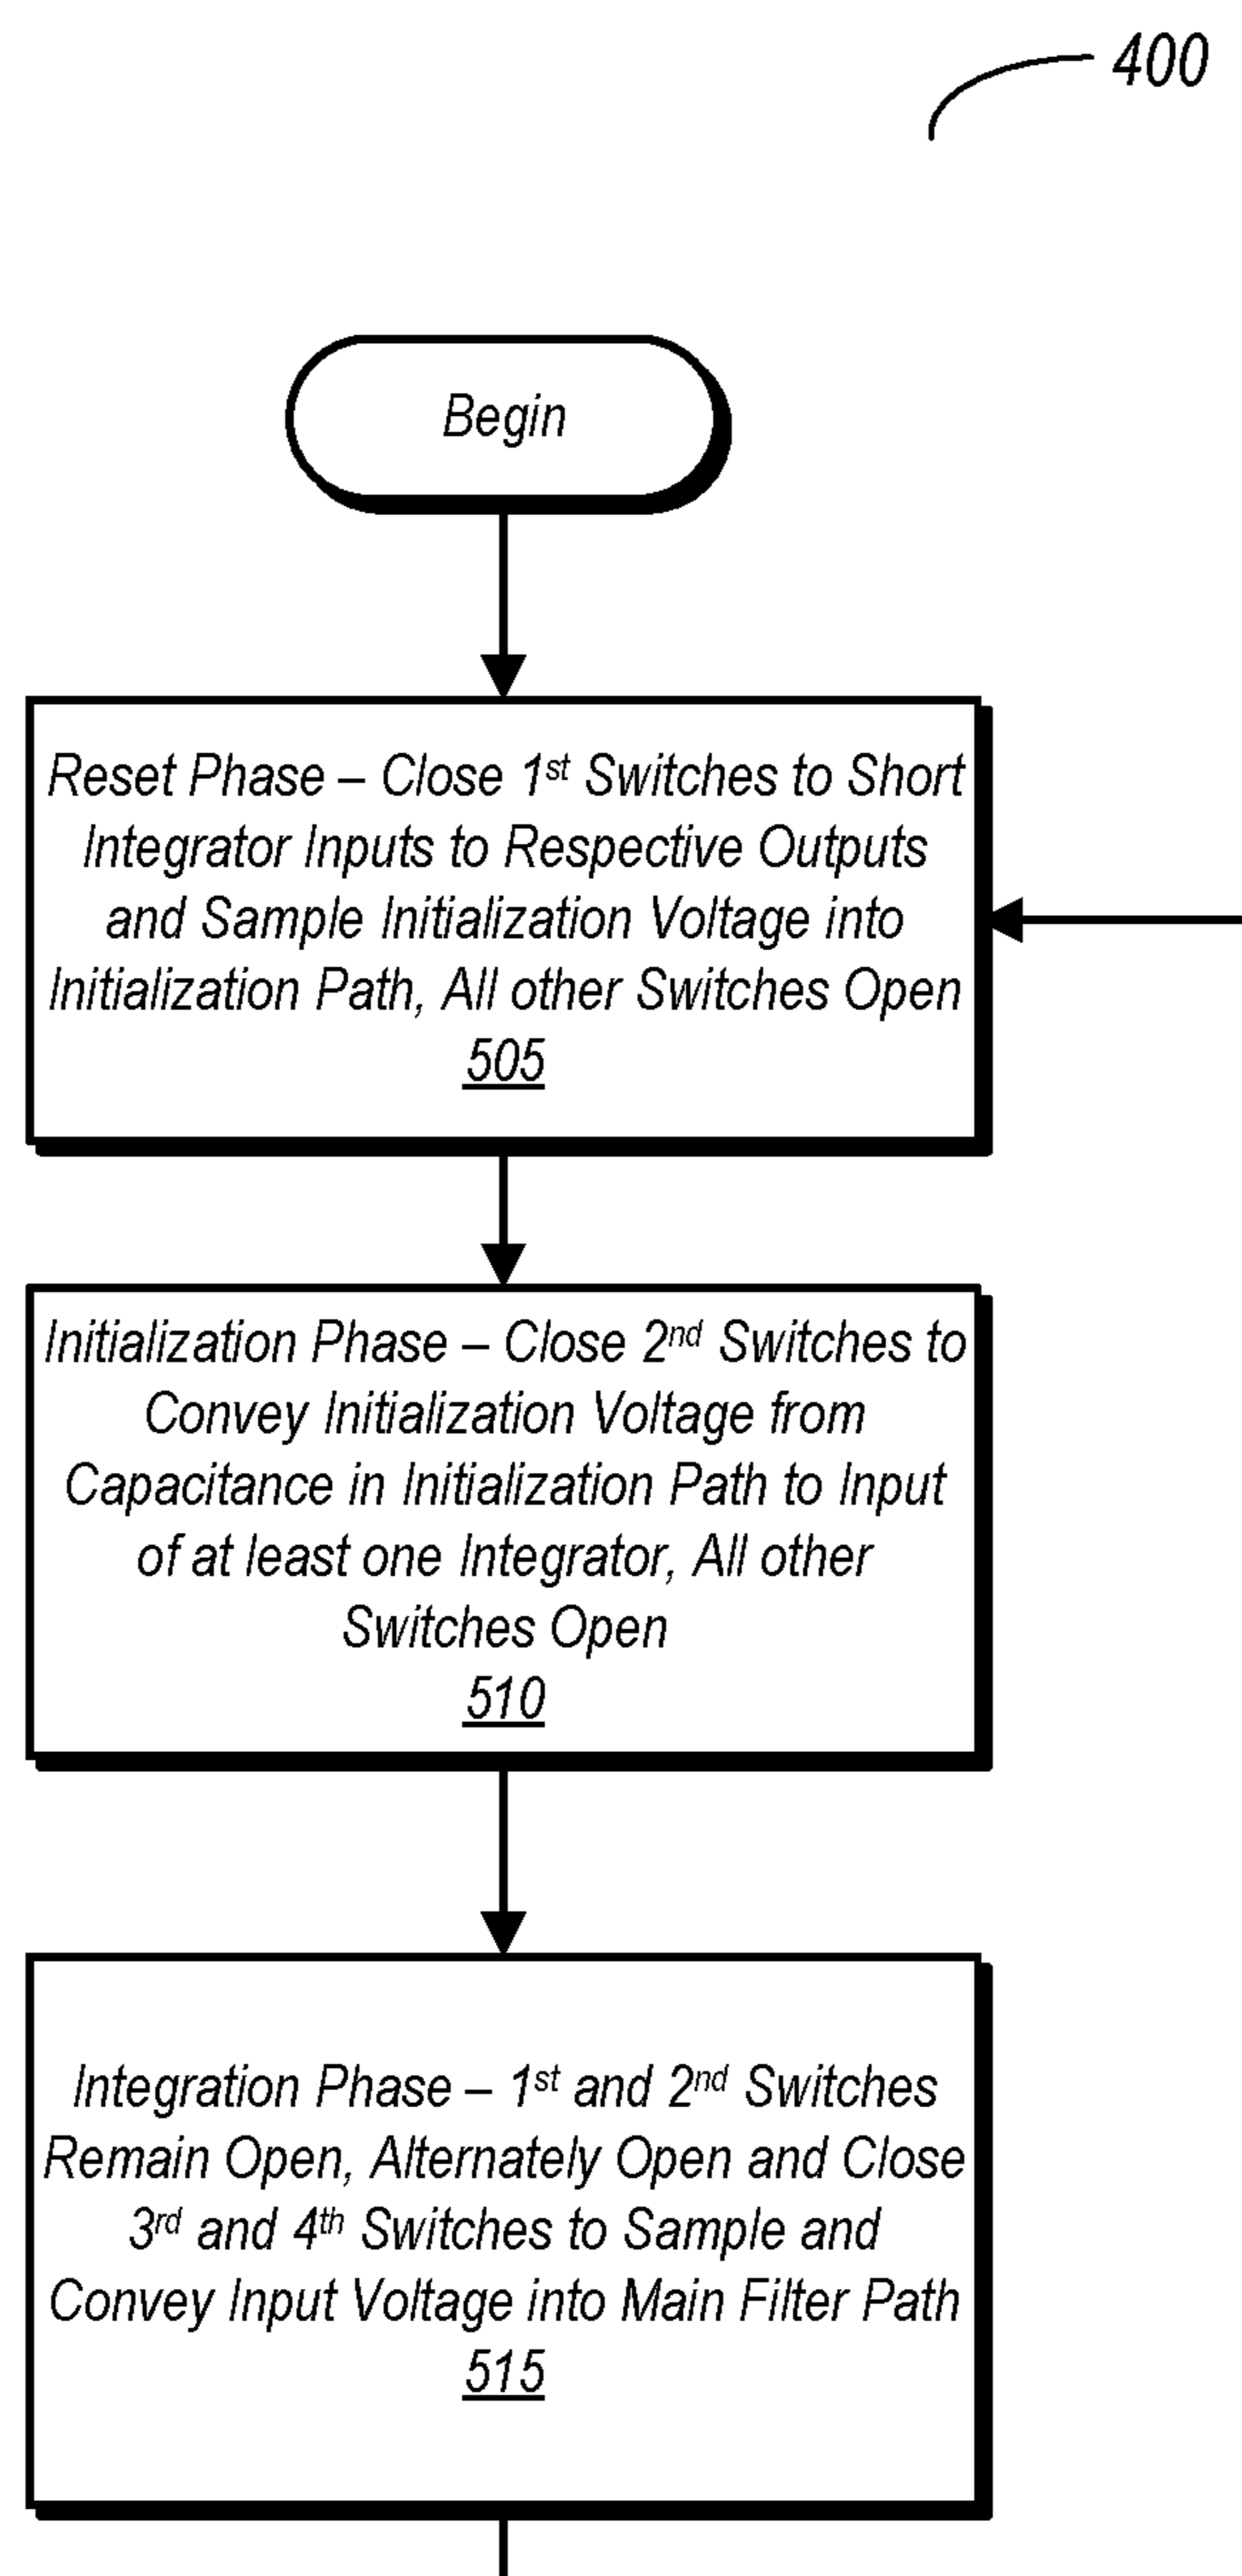 400
Begin
Reset Phase – Close 1st Switches to Short
Integrator Inputs to Respective Outputs
and Sample Initialization Voltage into
Initialization Path, All other Switches Open
505
Initialization Phase – Close 2nd Switches to
Convey Initialization Voltage from
Capacitance in Initialization Path to Input
of at least one Integrator, All other
Switches Open
510
Integration Phase – 1st and 2nd Switches
Remain Open, Alternately Open and Close
3rd and 4th Switches to Sample and
Convey Input Voltage into Main Filter Path
515